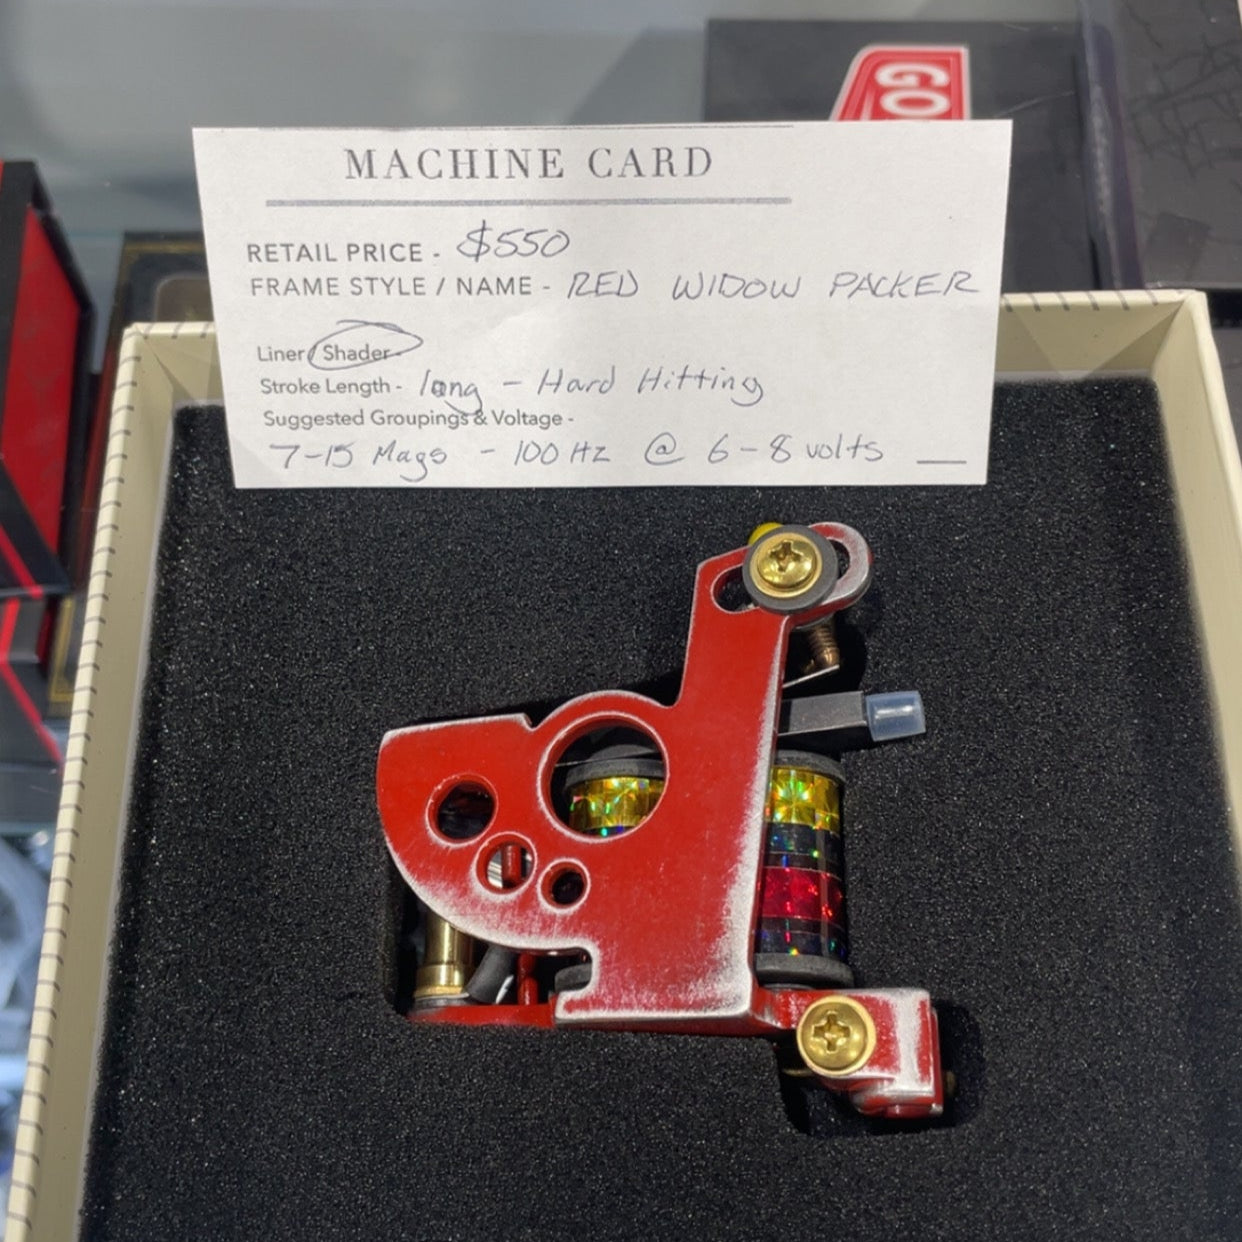 GO
MACHINE CARD
RETAIL PRICE - $550
FRAME STYLE / NAME - RED WIDOW PACKER
Liner / Shader -
Stroke Length - long - Hard Hitting
Suggested Groupings & Voltage -
7-15 Mags - 100 Hz @ 6-8 volts